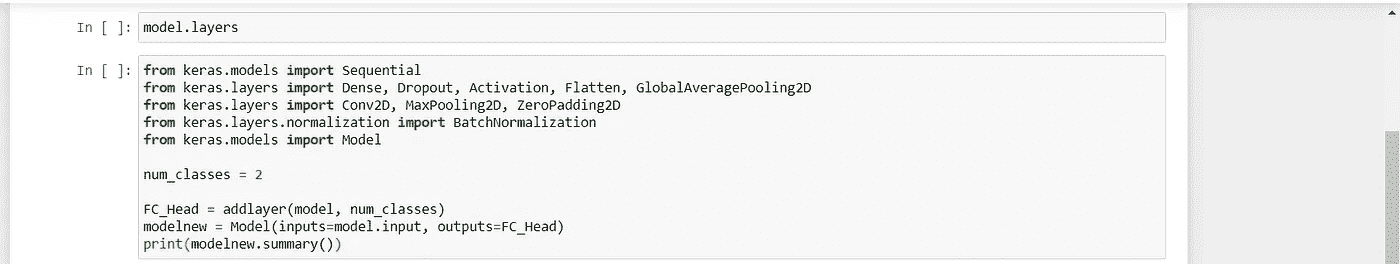 In [ ]: model.layers
In [ ]: from keras.models import Sequential
from keras.layers import Dense, Dropout, Activation, Flatten, GlobalAveragePooling2D
from keras.layers import Conv2D, MaxPooling2D, ZeroPadding2D
from keras.layers.normalization import BatchNormalization
from keras.models import Model
num_classes = 2
FC_Head = addlayer(model, num_classes)
modelnew = Model(inputs=model.input, outputs=FC_Head)
print(modelnew.summary())